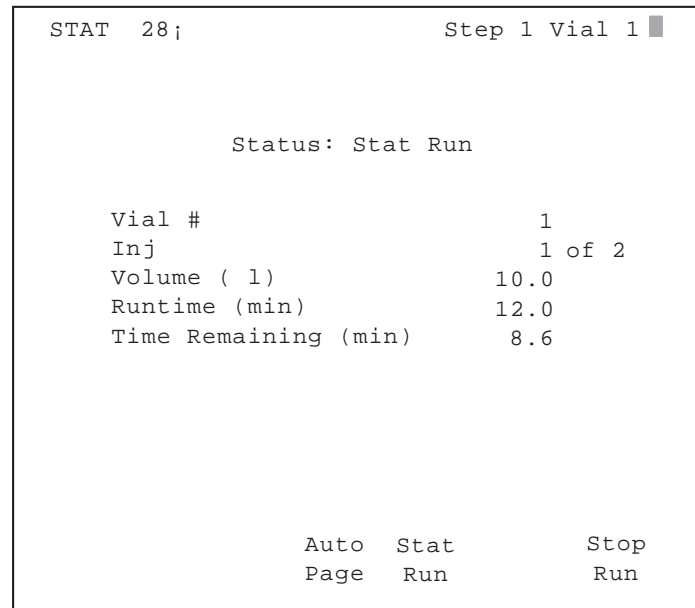 STAT 28¡ Step 1 Vial 1
Status: Stat Run
Vial # 1
Inj 1 of 2
Volume ( l) 10.0
Runtime (min) 12.0
Time Remaining (min) 8.6
Auto Stat Stop
Page Run Run